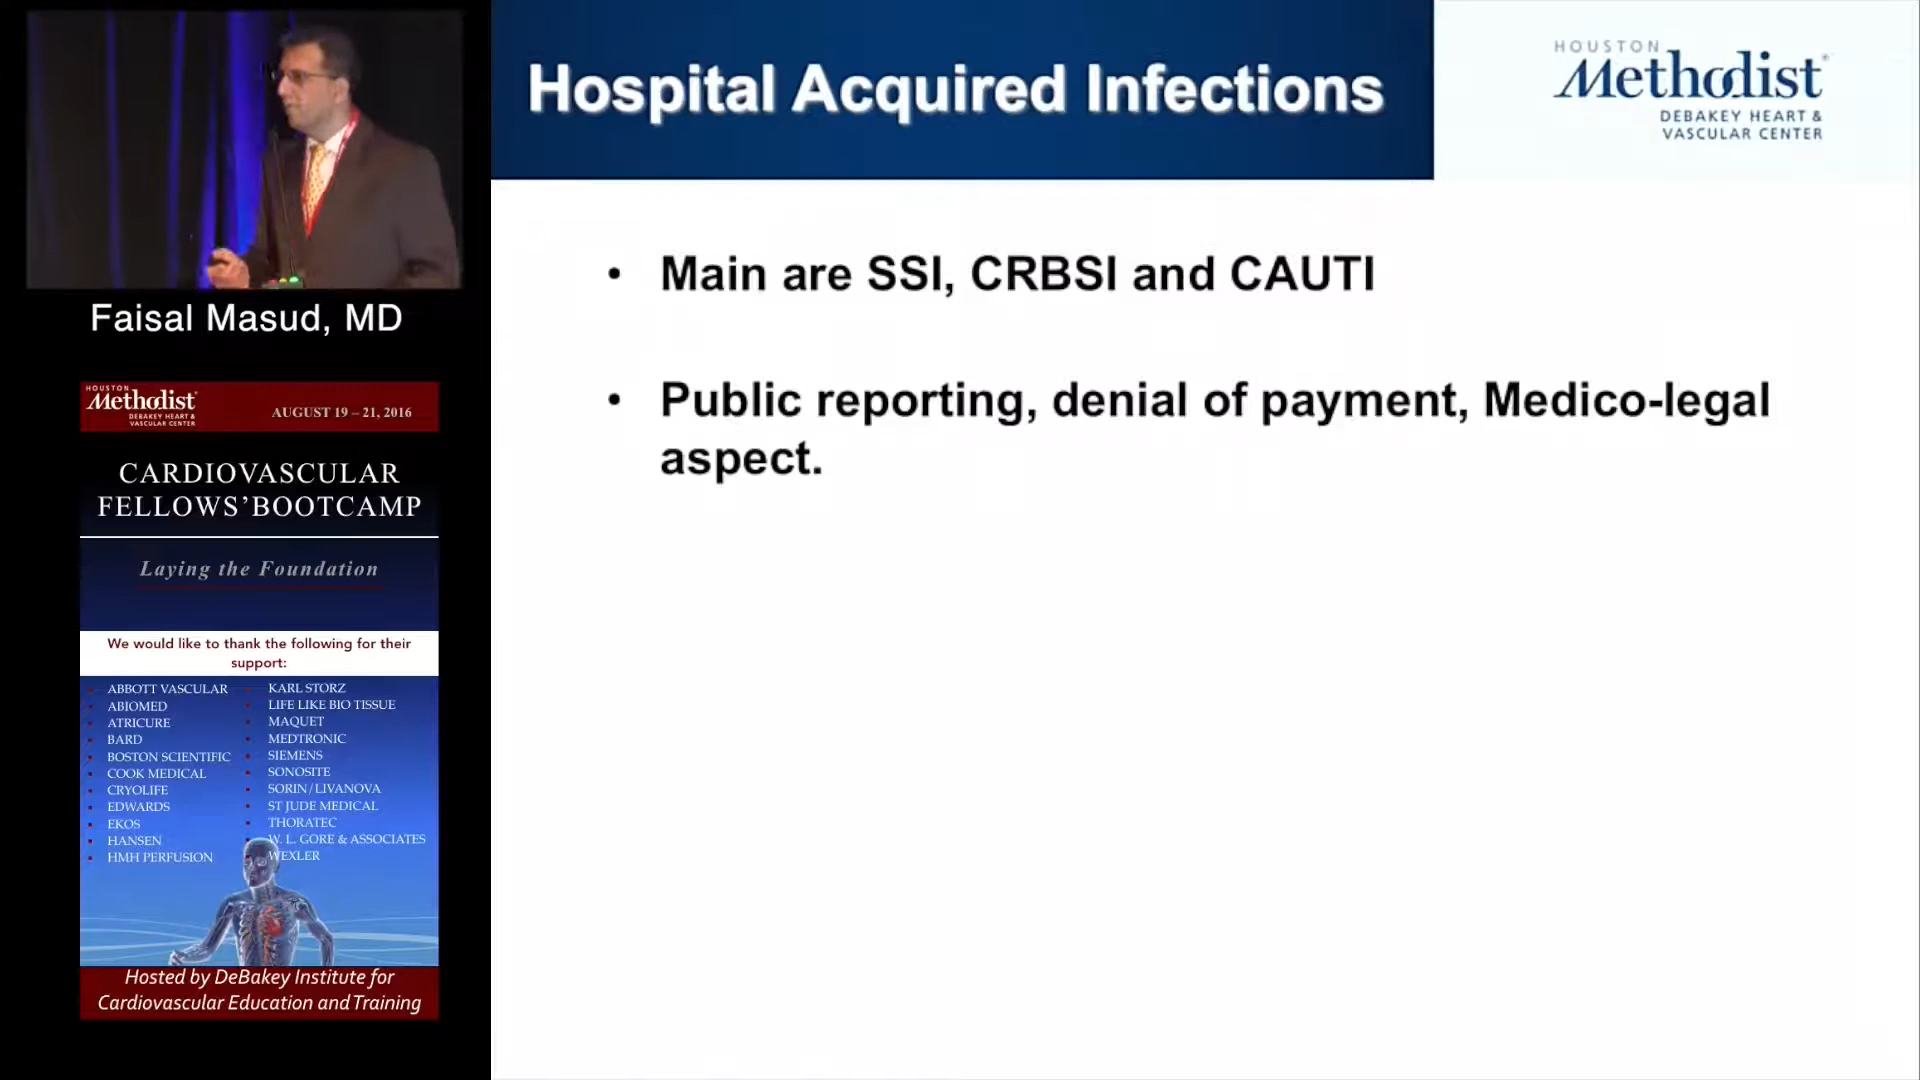 Hospital Acquired Infections
HOUSTON
Methodist
DEBAKEY HEART &
VASCULAR CENTER
• Main are SSI, CRBSI and CAUTI
• Public reporting, denial of payment, Medico-legal
aspect.
Faisal Masud, MD
HOUSTON
Methodist
DEBAKEY HEART &
VASCULAR CENTER
AUGUST 19 – 21, 2016
CARDIOVASCULAR
FELLOWS’BOOTCAMP
Laying the Foundation
We would like to thank the following for their
support:
ABBOTT VASCULAR
ABIOMED
ATRICURE
BARD
BOSTON SCIENTIFIC
COOK MEDICAL
CRYOLIFE
EDWARDS
EKOS
HANSEN
HMH PERFUSION
KARL STORZ
LIFE LIKE BIO TISSUE
MAQUET
MEDTRONIC
SIEMENS
SONOSITE
SORIN/LIVANOVA
ST JUDE MEDICAL
THORATEC
W. L. GORE & ASSOCIATES
WEXLER
Hosted by DeBakey Institute for
Cardiovascular Education and Training